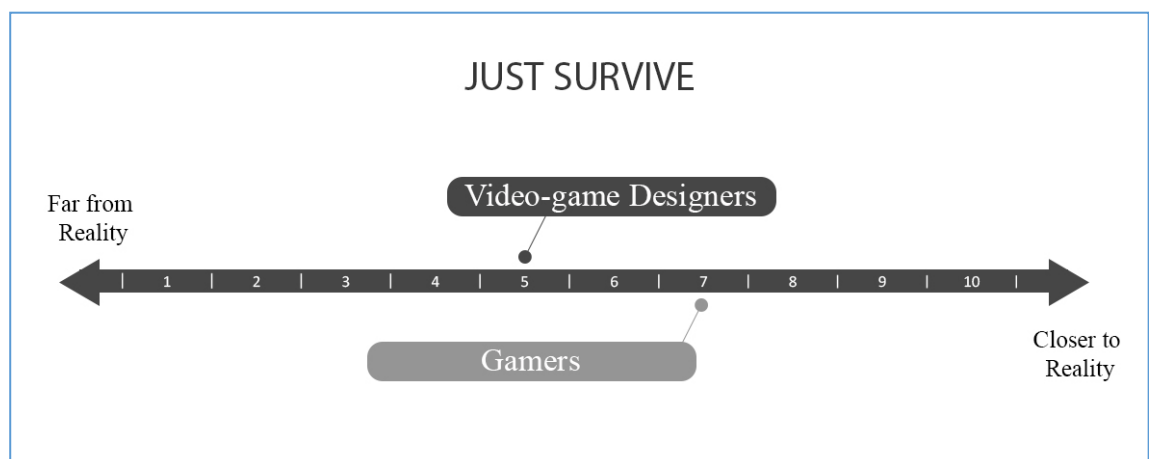 JUST SURVIVE
Video-game Designers
Far from
Reality
| 1 | 2 | 3 | 4 | 5 | 6 | 7 | 8 | 9 | 10 |
Gamers
Closer to
Reality